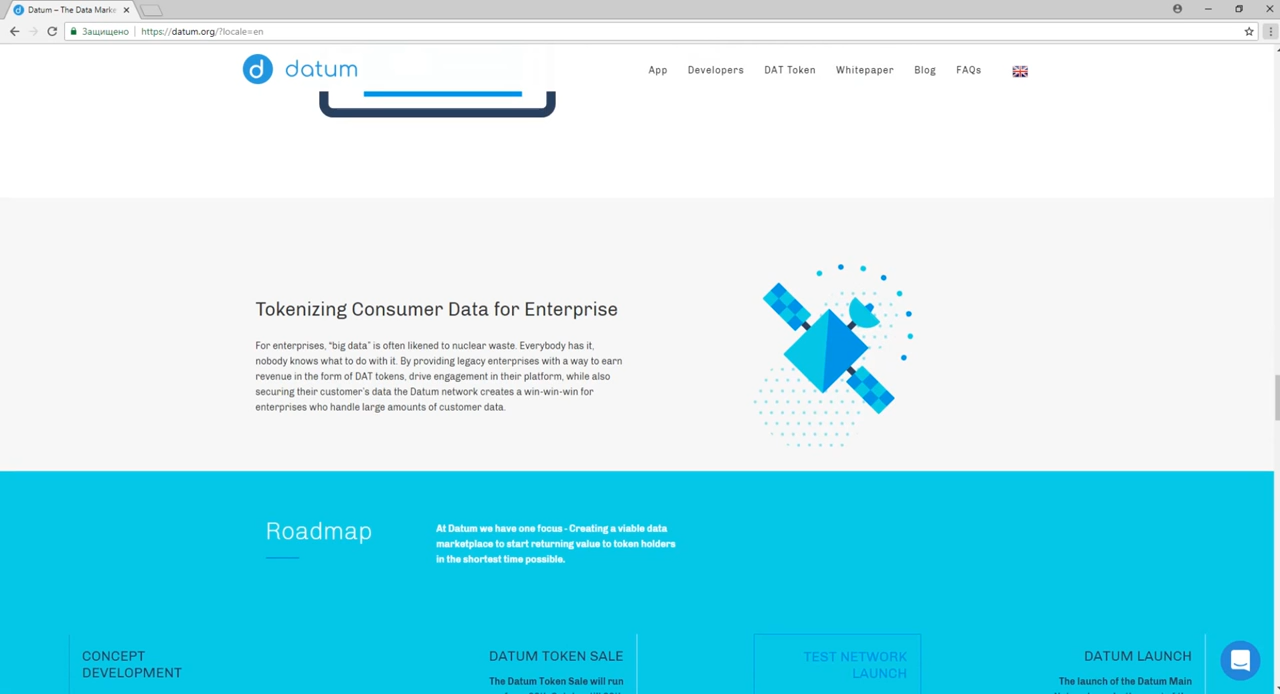 Datum – The Data Marke
Защищено https://datum.org/?locale=en
datum App Developers DAT Token Whitepaper Blog FAQs
Tokenizing Consumer Data for Enterprise
For enterprises, “big data” is often likened to nuclear waste. Everybody has it,
nobody knows what to do with it. By providing legacy enterprises with a way to earn
revenue in the form of DAT tokens, drive engagement in their platform, while also
securing their customer’s data the Datum network creates a win-win-win for
enterprises who handle large amounts of customer data.
Roadmap
At Datum we have one focus - Creating a viable data
marketplace to start returning value to token holders
in the shortest time possible.
CONCEPT
DEVELOPMENT
DATUM TOKEN SALE
The Datum Token Sale will run
TEST NETWORK
LAUNCH
DATUM LAUNCH
The launch of the Datum Main